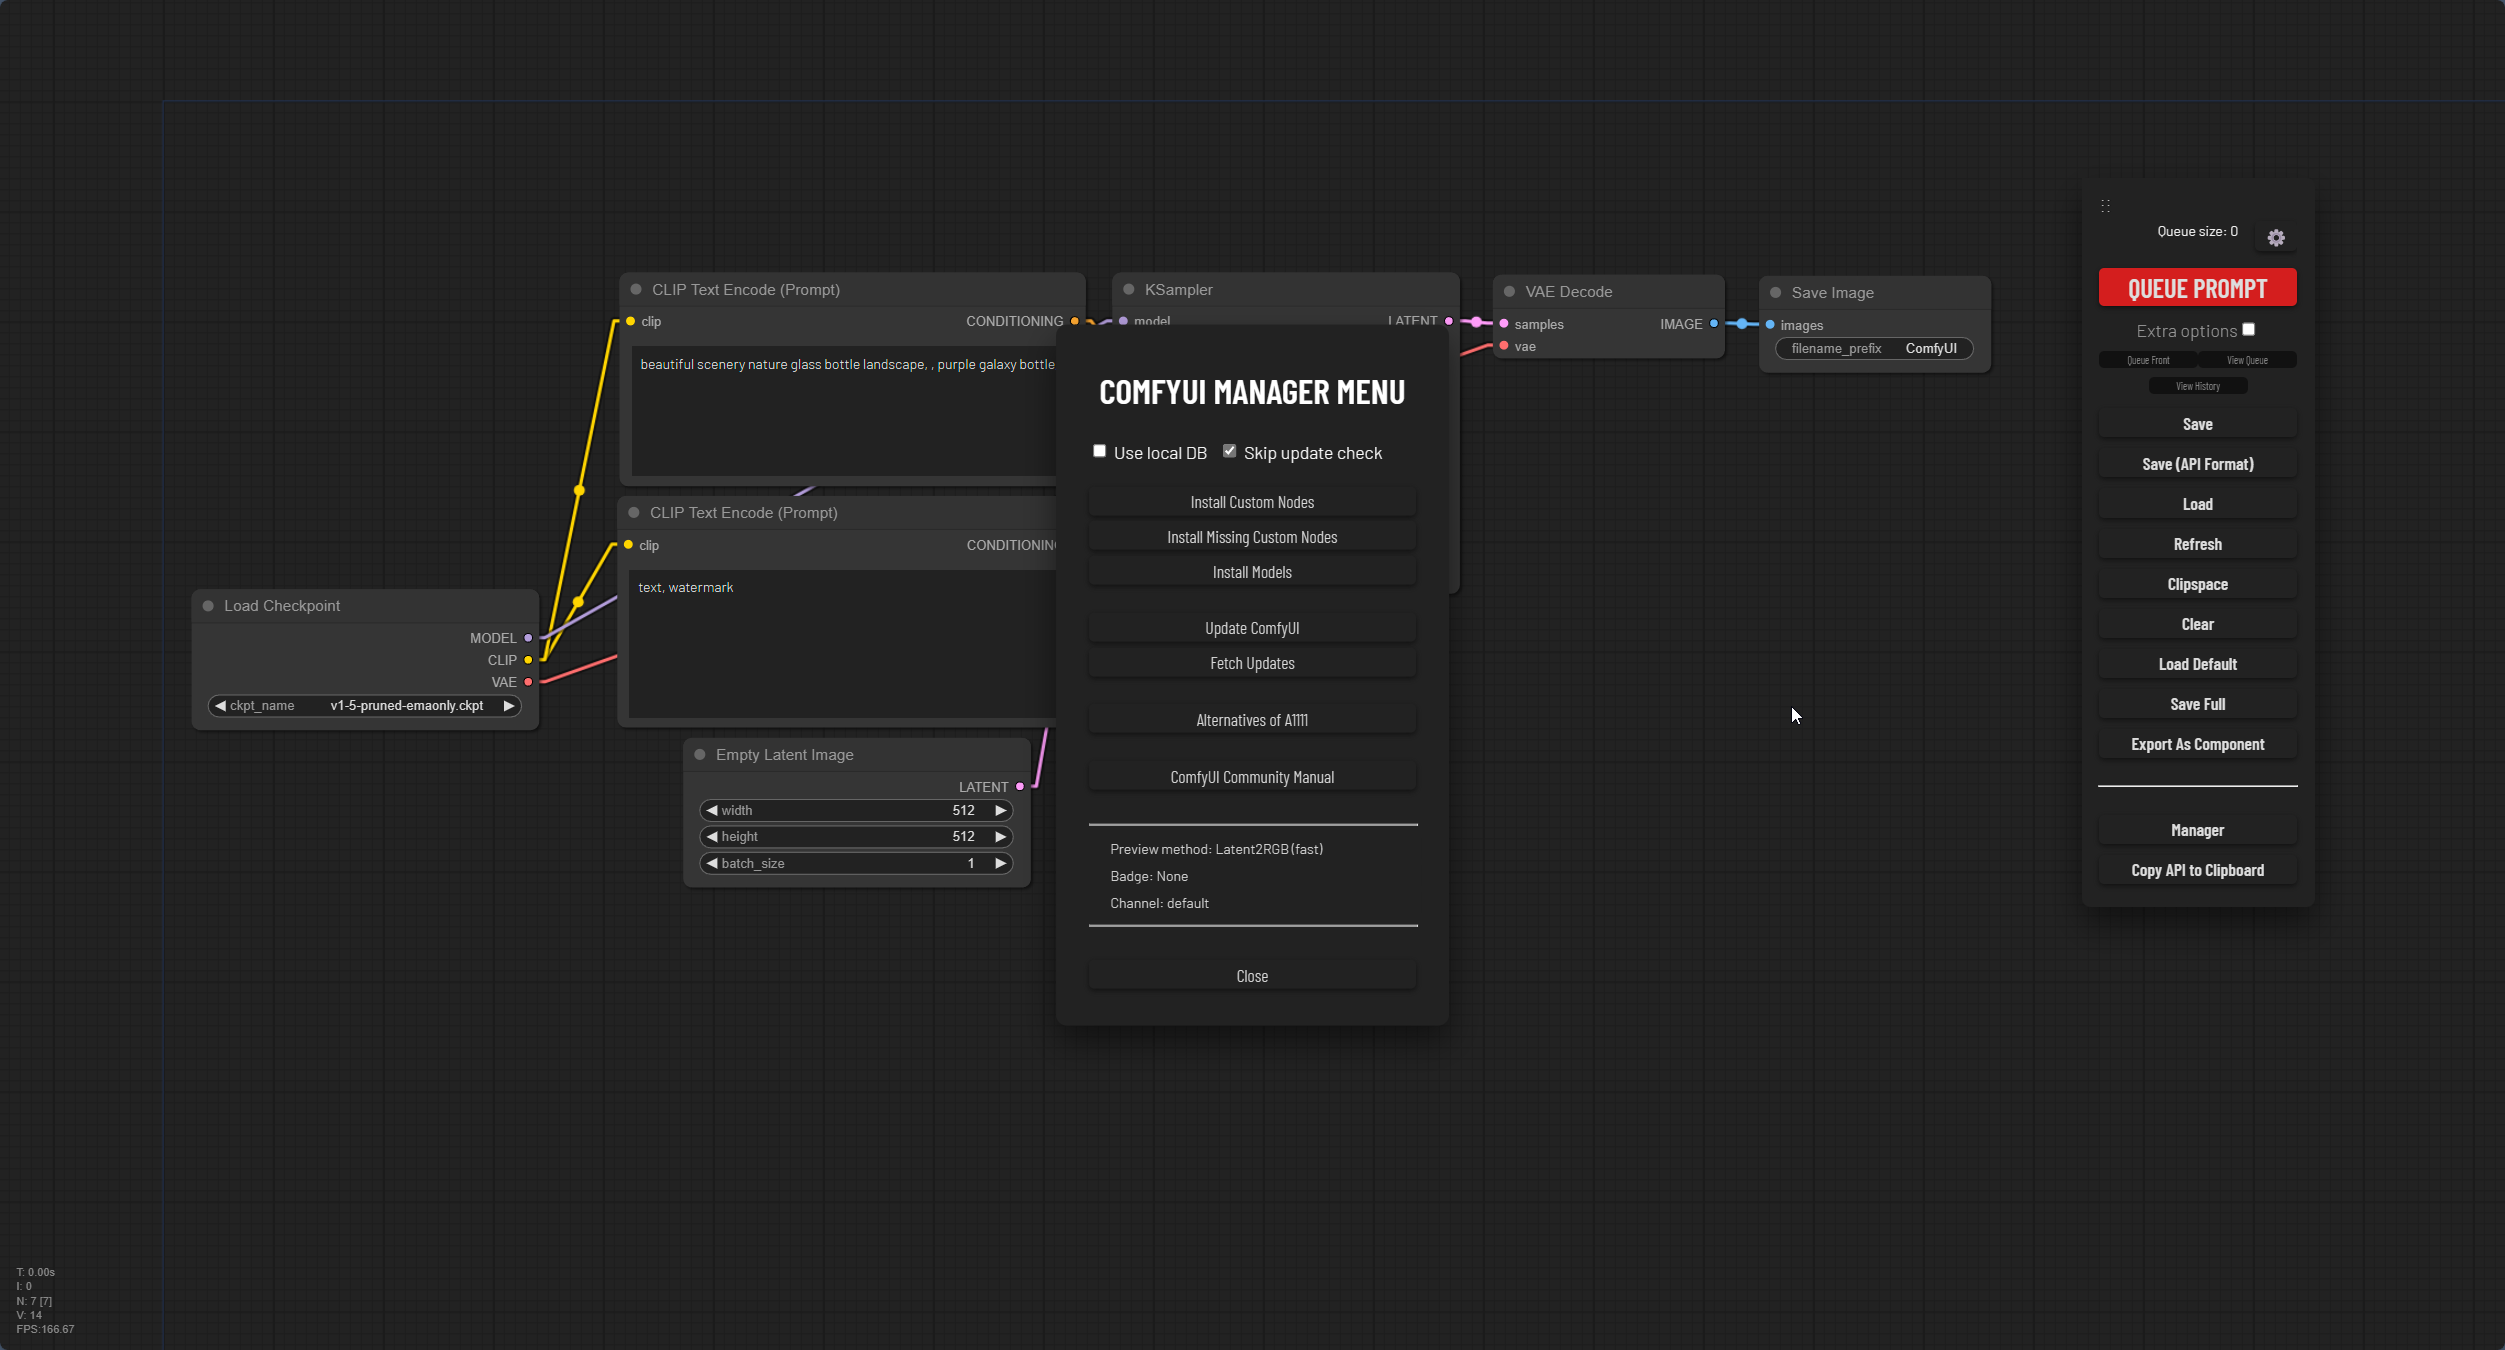 CLIP Text Encode (Prompt)
clip
CONDITIONING
beautiful scenery nature glass bottle landscape, , purple galaxy bottle
CLIP Text Encode (Prompt)
clip
text, watermark
Load Checkpoint
MODEL
CLIP
VAE
ckpt_name v1-5-pruned-emaonly.ckpt
Empty Latent Image
LATENT
width 512
height 512
batch_size 1
KSampler
model
LATENT
VAE Decode
samples
IMAGE
vae
Save Image
images
filename_prefix ComfyUI
COMFYUI MANAGER MENU
Use local DB
Skip update check
Install Custom Nodes
Install Missing Custom Nodes
Install Models
Update ComfyUI
Fetch Updates
Alternatives of A1111
ComfyUI Community Manual
Preview method: Latent2RGB (fast)
Badge: None
Channel: default
Close
Queue size: 0
QUEUE PROMPT
Extra options
Queue Front
View Queue
View History
Save
Save (API Format)
Load
Refresh
Clipspace
Clear
Load Default
Save Full
Export As Component
Manager
Copy API to Clipboard
T: 0.00s
I: 0
N: 7 [7]
V: 14
FPS:166.67